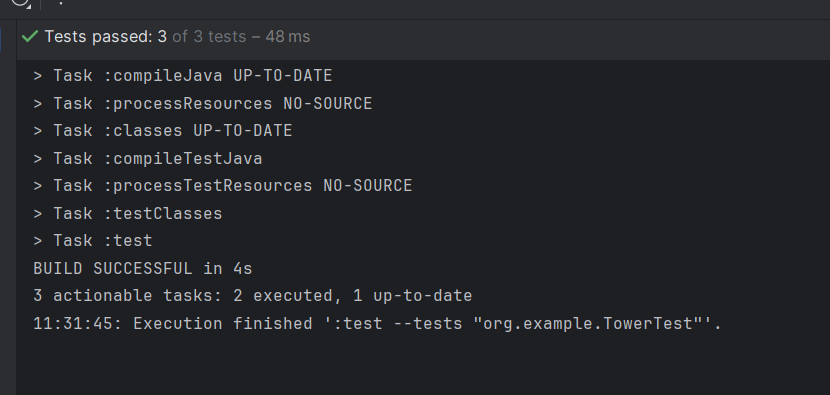 Tests passed: 3 of 3 tests – 48 ms
> Task :compileJava UP-TO-DATE
> Task :processResources NO-SOURCE
> Task :classes UP-TO-DATE
> Task :compileTestJava
> Task :processTestResources NO-SOURCE
> Task :testClasses
> Task :test
BUILD SUCCESSFUL in 4s
3 actionable tasks: 2 executed, 1 up-to-date
11:31:45: Execution finished ':test --tests "org.example.TowerTest"'.